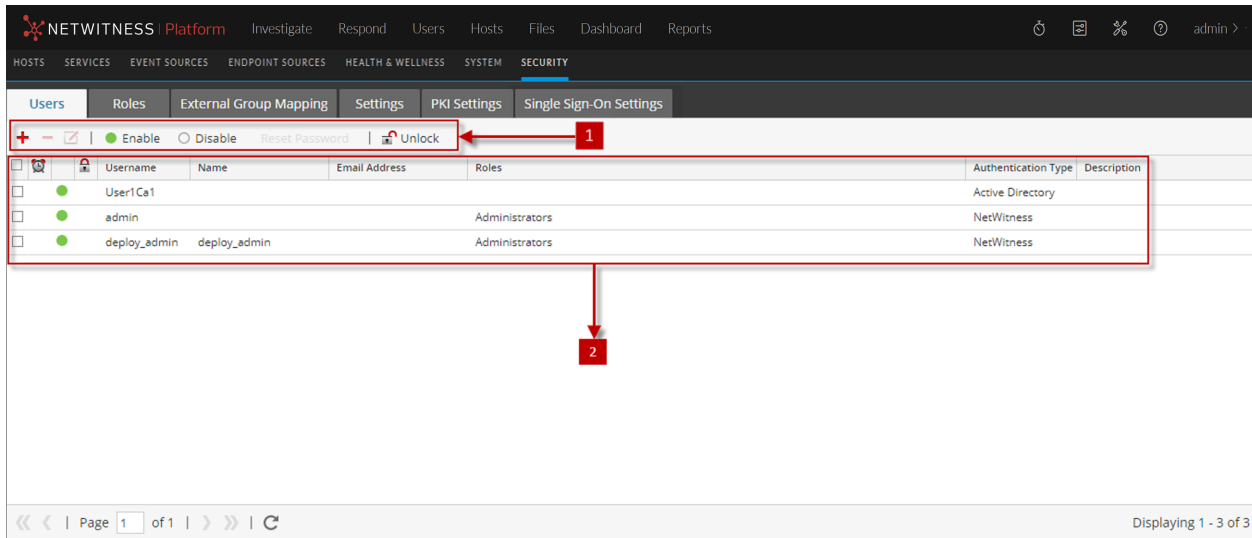 NETWITNESS | Platform Investigate Respond Users Hosts Files Dashboard Reports admin >
HOSTS SERVICES EVENT SOURCES ENDPOINT SOURCES HEALTH & WELLNESS SYSTEM SECURITY
Users Roles External Group Mapping Settings PKI Settings Single Sign-On Settings
Enable Disable Reset Password | Unlock 1
Username Name Email Address Roles Authentication Type Description
User1Ca1 Active Directory
admin Administrators NetWitness
deploy_admin deploy_admin Administrators NetWitness
2
Page 1 of 1 Displaying 1 - 3 of 3